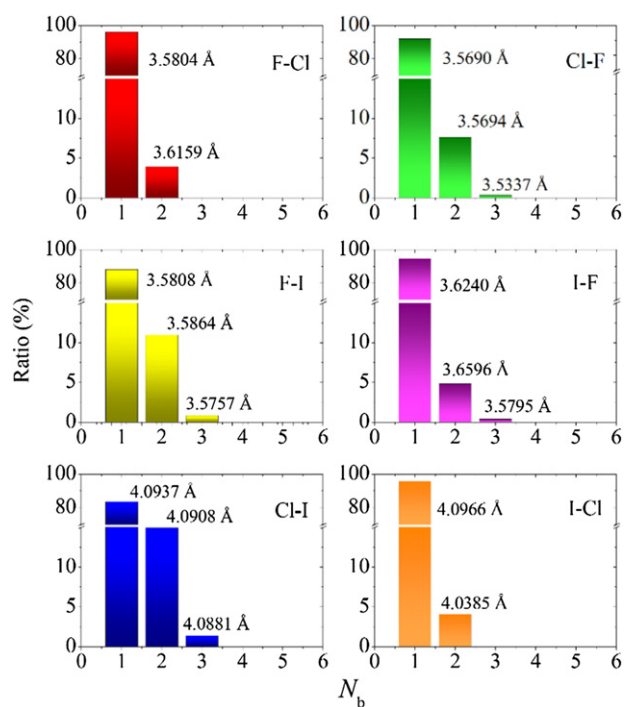 100
80
10
5
0
3.5804 Å
F-Cl
3.6159 Å
0 1 2 3 4 5 6
100
80
10
5
0
3.5690 Å
Cl-F
3.5694 Å
3.5337 Å
0 1 2 3 4 5 6
Ratio (%)
100
80
10
5
0
3.5808 Å
F-I
3.5864 Å
3.5757 Å
0 1 2 3 4 5 6
100
80
10
5
0
3.6240 Å
I-F
3.6596 Å
3.5795 Å
0 1 2 3 4 5 6
100
80
10
5
0
4.0937 Å
Cl-I
4.0908 Å
4.0881 Å
0 1 2 3 4 5 6
100
80
10
5
0
4.0966 Å
I-Cl
4.0385 Å
0 1 2 3 4 5 6
N_b